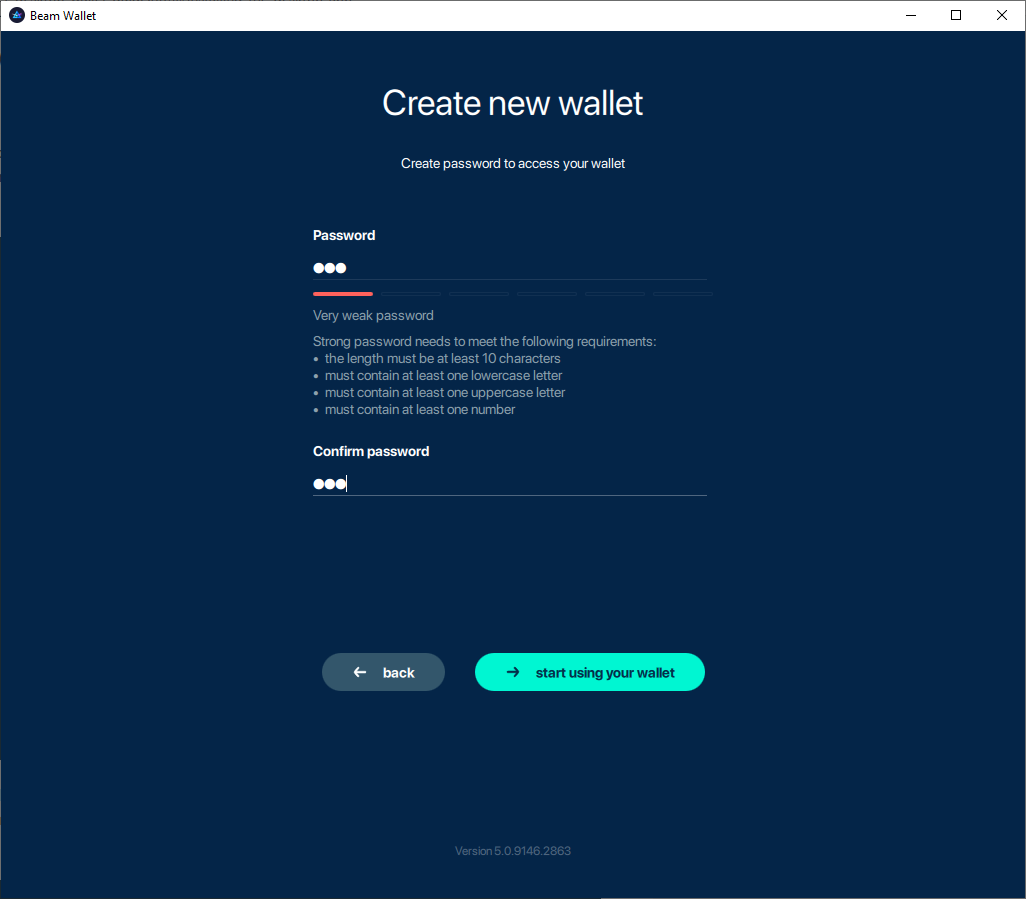 Beam Wallet
Create new wallet
Create password to access your wallet
Password
●●●
Very weak password
Strong password needs to meet the following requirements:
• the length must be at least 10 characters
• must contain at least one lowercase letter
• must contain at least one uppercase letter
• must contain at least one number
Confirm password
●●●
← back
→ start using your wallet
Version 5.0.9146.2863